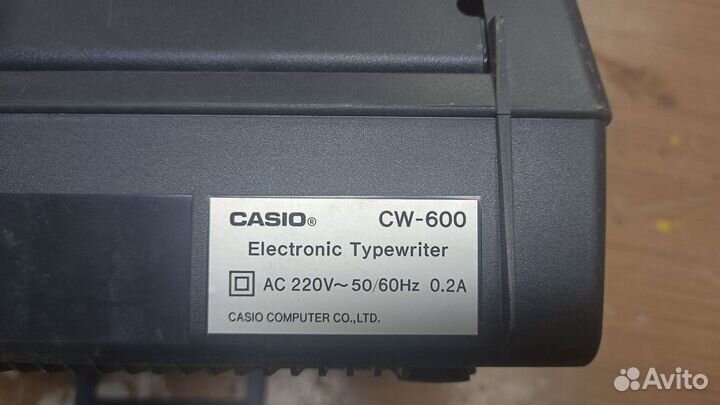 CASIO® CW-600
Electronic Typewriter
AC 220V~ 50/60Hz 0.2A
CASIO COMPUTER CO.,LTD.
Avito